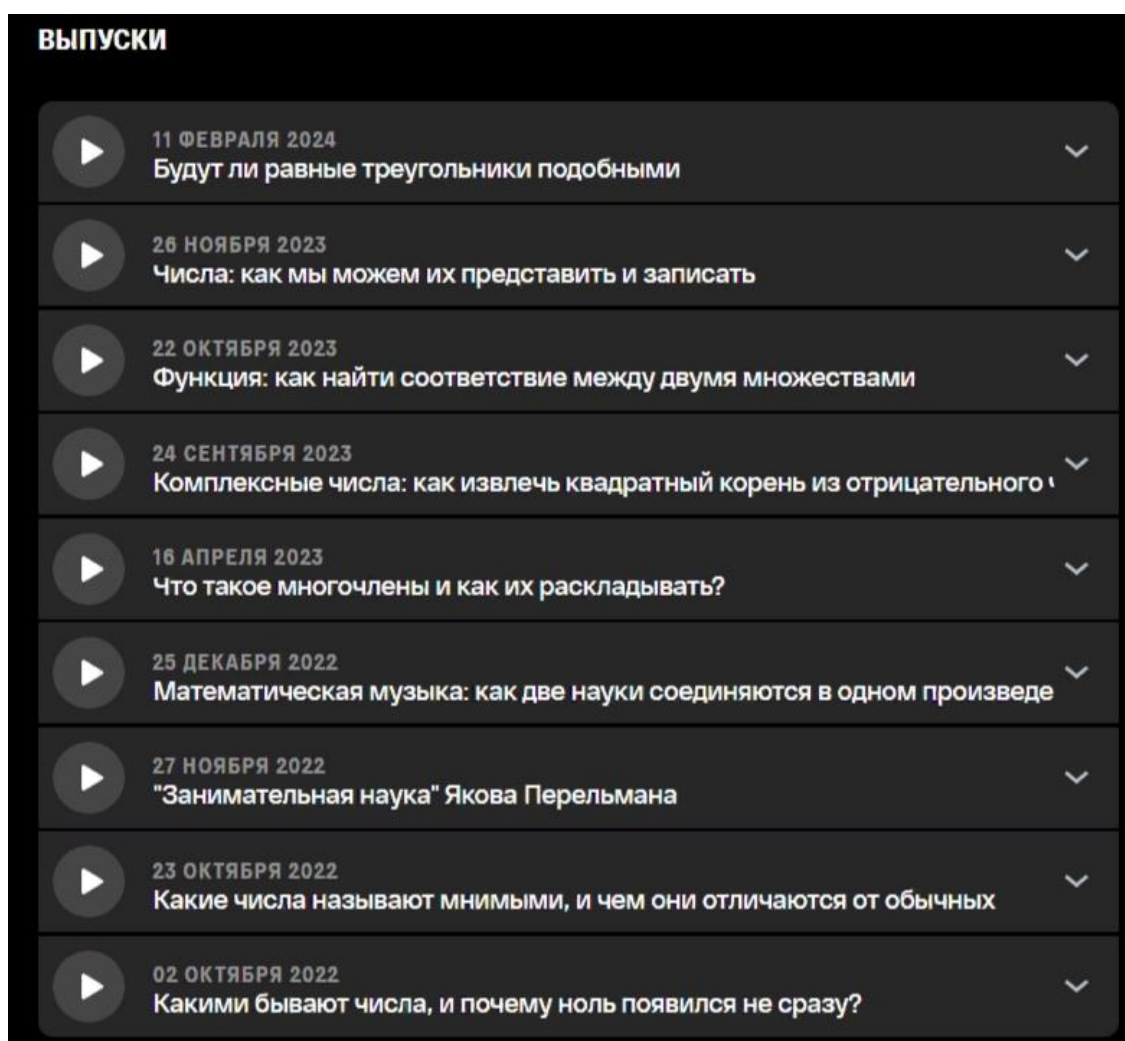 ВЫПУСКИ
11 ФЕВРАЛЯ 2024
Будут ли равные треугольники подобными
26 НОЯБРЯ 2023
Числа: как мы можем их представить и записать
22 ОКТЯБРЯ 2023
Функция: как найти соответствие между двумя множествами
24 СЕНТЯБРЯ 2023
Комплексные числа: как извлечь квадратный корень из отрицательного
16 АПРЕЛЯ 2023
Что такое многочлены и как их раскладывать?
25 ДЕКАБРЯ 2022
Математическая музыка: как две науки соединяются в одном произведе
27 НОЯБРЯ 2022
"Занимательная наука" Якова Перельмана
23 ОКТЯБРЯ 2022
Какие числа называют мнимыми, и чем они отличаются от обычных
02 ОКТЯБРЯ 2022
Какими бывают числа, и почему ноль появился не сразу?